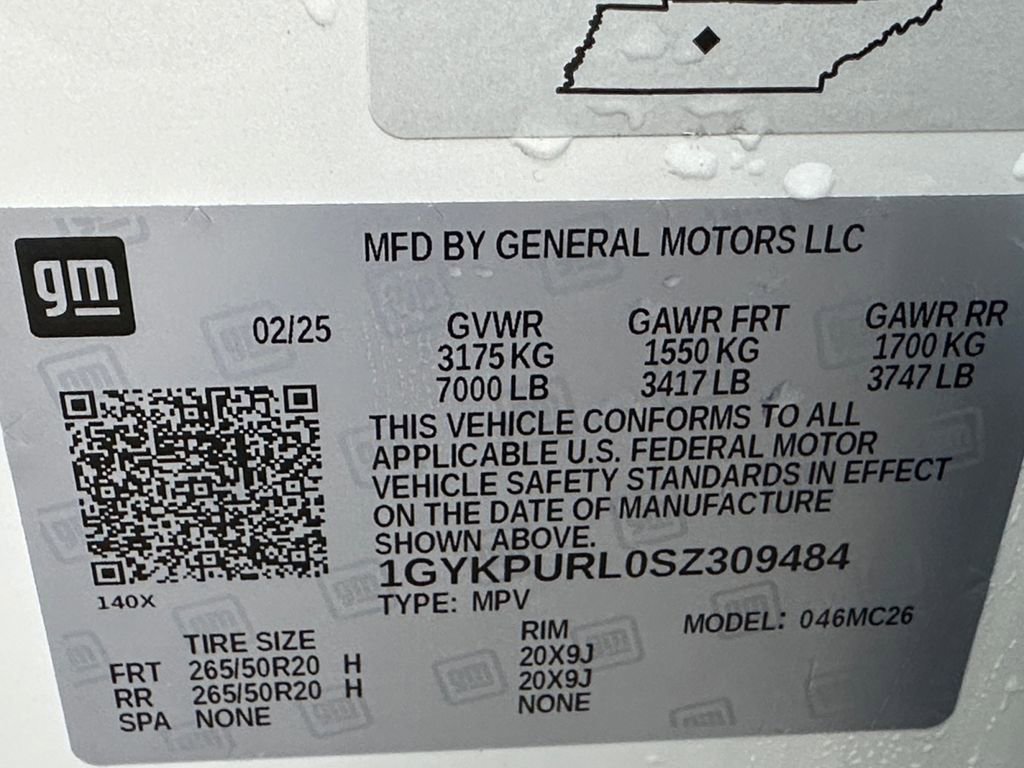 gm
MFD BY GENERAL MOTORS LLC
02/25
GVWR GAWR FRT GAWR RR
3175 KG 1550 KG 1700 KG
7000 LB 3417 LB 3747 LB
THIS VEHICLE CONFORMS TO ALL
APPLICABLE U.S. FEDERAL MOTOR
VEHICLE SAFETY STANDARDS IN EFFECT
ON THE DATE OF MANUFACTURE
SHOWN ABOVE.
1GYKPURL0SZ309484
140X
TYPE: MPV MODEL: 046MC26
TIRE SIZE RIM
FRT 265/50R20 H 20X9J
RR 265/50R20 H 20X9J
SPA NONE NONE